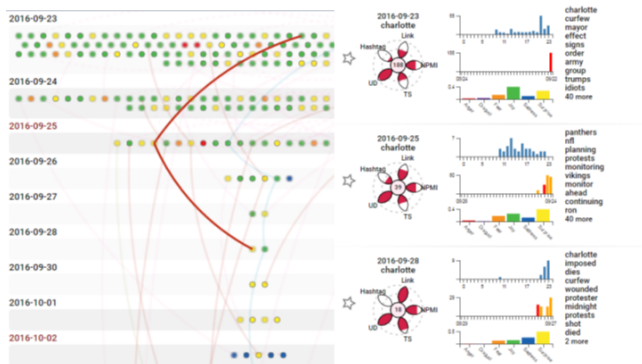 2016-09-23
2016-09-24
2016-09-25
2016-09-26
2016-09-27
2016-09-28
2016-09-30
2016-10-01
2016-10-02
2016-09-23
charlotte
Link
Hashtag
188
NPMI
UD
TS
charlotte
curfew
mayor
effect
signs
order
army
group
trumps
idiots
40 more
2016-09-25
charlotte
Link
Hashtag
39
NPMI
UD
TS
panthers
nfl
planning
protests
monitoring
vikings
monitor
ahead
continuing
ron
40 more
2016-09-28
charlotte
Link
Hashtag
18
NPMI
UD
TS
charlotte
imposed
dies
curfew
wounded
protester
midnight
protests
shot
died
2 more